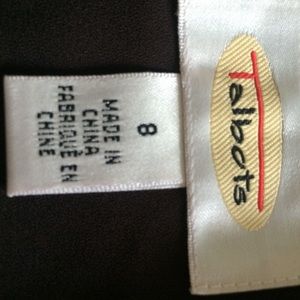 Talbots
8
MADE IN
CHINA
FABRIQUÉ EN
CHINE